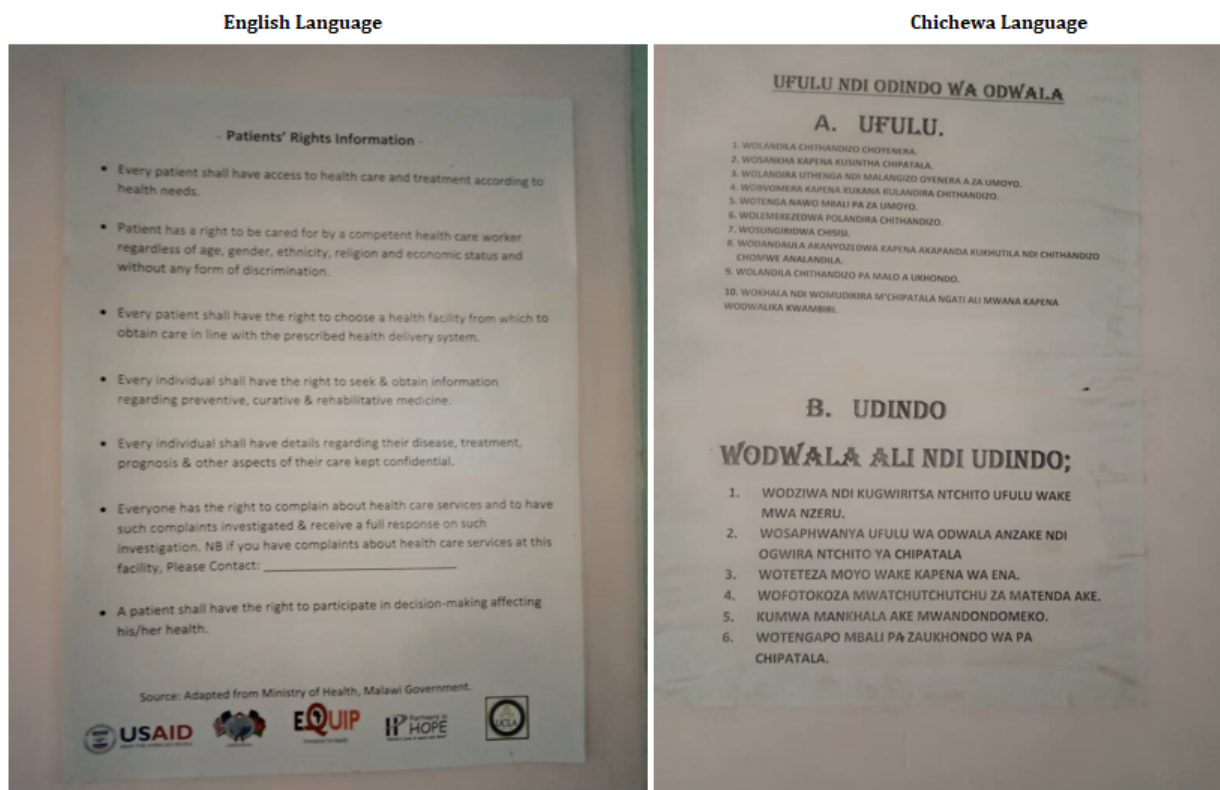 English Language
- Patients' Rights Information -
• Every patient shall have access to health care and treatment according to
health needs.
• Patient has a right to be cared for by a competent health care worker
regardless of age, gender, ethnicity, religion and economic status and
without any form of discrimination.
• Every patient shall have the right to choose a health facility from which to
obtain care in line with the prescribed health delivery system.
• Every individual shall have the right to seek & obtain information
regarding preventive, curative & rehabilitative medicine.
• Every individual shall have details regarding their disease, treatment,
prognosis & other aspects of their care kept confidential.
• Everyone has the right to complain about health care services and to have
such complaints investigated & receive a full response on such
investigation. NB if you have complaints about health care services at this
facility, Please Contact: ____________________
• A patient shall have the right to participate in decision-making affecting
his/her health.
Source: Adapted from Ministry of Health, Malawi Government.
USAID
EQUIP
Partners in
HOPE
UCLA
Chichewa Language
UFULU NDI ODINDO WA ODWALA
A. UFULU.
1. WOLANDILA CHITHANDIZO CHOYENERA.
2. WOSANKHA KAPENA KUSINTHA CHIPATALA.
3. WOLANDIRA UTHENGA NDI MALANGIZO OYENERA A ZA UMOYO.
4. WOBVOMERA KAPENA KUKANA KULANDIRA CHITHANDIZO.
5. WOTENGA NAWO MBALI PA ZA UMOYO.
6. WOLEMEKEZEDWA POLANDIRA CHITHANDIZO.
7. WOSUNGIRIDWA CHISISI.
8. WODANDAULA AKANYOZEDWA KAPENA AKAPANDA KUKHUTILA NDI CHITHANDIZO
CHOMWE ANALANDILA.
9. WOLANDILA CHITHANDIZO PA MALO A UKHONDO.
10. WOKHALA NDI WOMUDIKIRA M'CHIPATALA NGATI ALI MWANA KAPENA
WODWALIKA KWAMBIRI.
B. UDINDO
WODWALA ALI NDI UDINDO;
1. WODZIWA NDI KUGWIRITSA NTCHITO UFULU WAKE
MWA NZERU.
2. WOSAPHWANYA UFULU WA ODWALA ANZAKE NDI
OGWIRA NTCHITO YA CHIPATALA
3. WOTETEZA MOYO WAKE KAPENA WA ENA.
4. WOFOTOKOZA MWATCHUTCHUTCHU ZA MATENDA AKE.
5. KUMWA MANKHALA AKE MWANDONDOMEKO.
6. WOTENGAPO MBALI PA ZAUKHONDO WA PA
CHIPATALA.